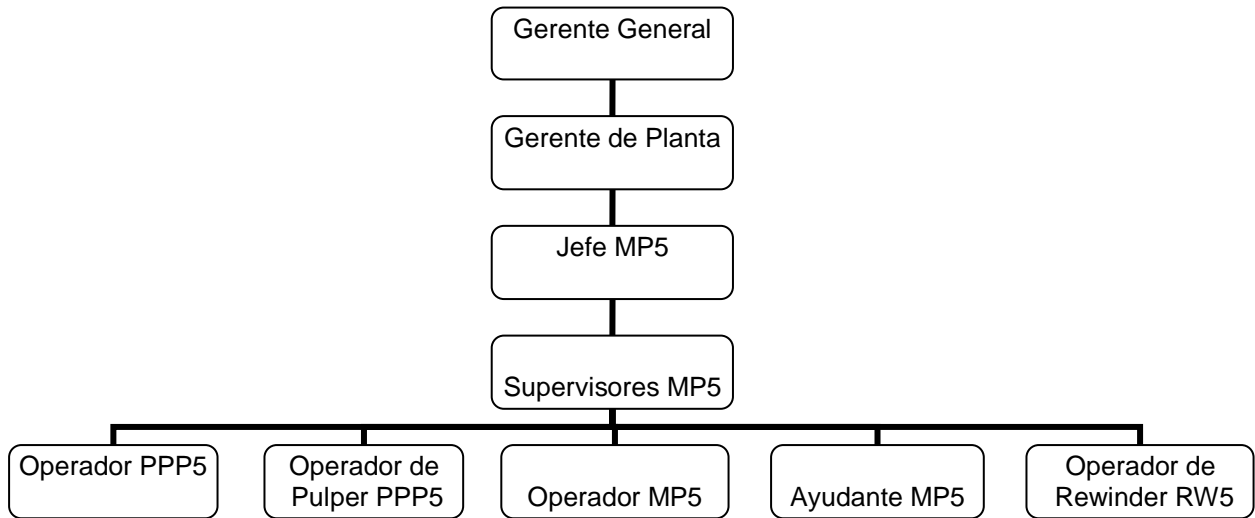 Gerente General
Gerente de Planta
Jefe MP5
Supervisores MP5
Operador PPP5
Operador de
Pulper PPP5
Operador MP5
Ayudante MP5
Operador de
Rewinder RW5